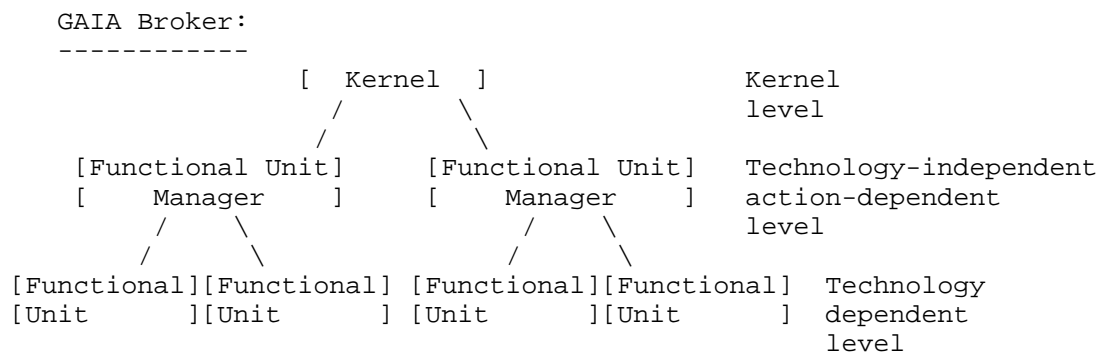 GAIA Broker:
------------
[ Kernel ] Kernel
/ \ level
/ \
[Functional Unit] [Functional Unit] Technology-independent
[ Manager ] [ Manager ] action-dependent
/ \ / \ level
/ \ / \
[Functional][Functional] [Functional][Functional] Technology
[Unit ][Unit ] [Unit ][Unit ] dependent
level